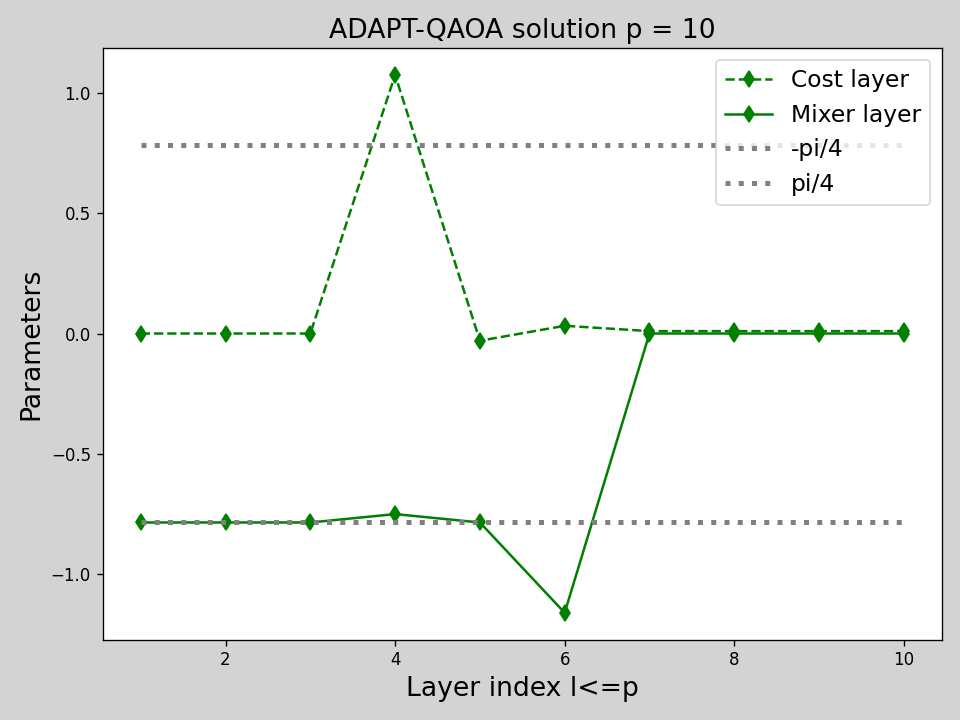 ADAPT-QAOA solution p = 10
Cost layer
Mixer layer
-pi/4
pi/4
Parameters
1.0
0.5
0.0
−0.5
−1.0
2 4 6 8 10
Layer index l<=p